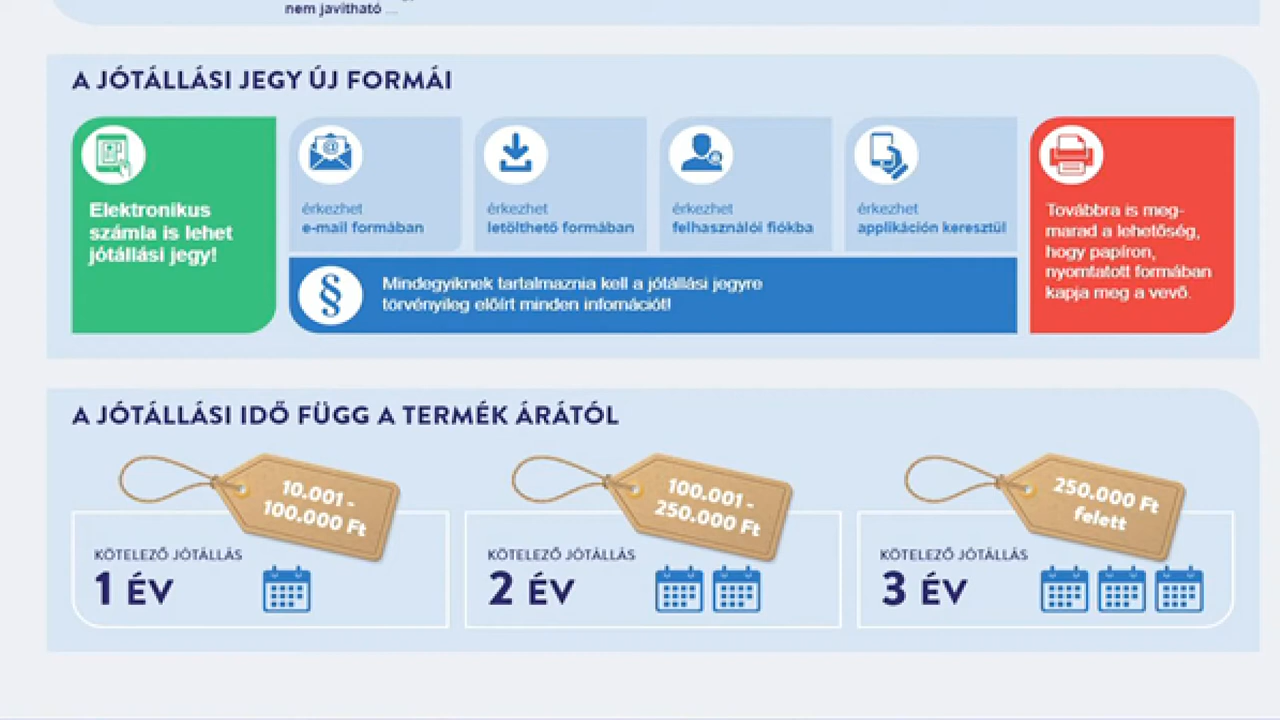 nem javítható ...
A JÓTÁLLÁSI JEGY ÚJ FORMÁI
Elektronikus
számla is lehet
jótállási jegy!
érkezhet
e-mail formában
érkezhet
letölthető formában
érkezhet
felhasználói fiókba
érkezhet
applikáción keresztül
§
Mindegyiknek tartalmaznia kell a jótállási jegyre
törvényileg előírt minden infomációt!
Továbbra is meg-
marad a lehetőség,
hogy papíron,
nyomtatott formában
kapja meg a vevő.
A JÓTÁLLÁSI IDŐ FÜGG A TERMÉK ÁRÁTÓL
10.001 -
100.000 Ft
KÖTELEZŐ JÓTÁLLÁS
1 ÉV
100.001 -
250.000 Ft
KÖTELEZŐ JÓTÁLLÁS
2 ÉV
250.000 Ft
felett
KÖTELEZŐ JÓTÁLLÁS
3 ÉV